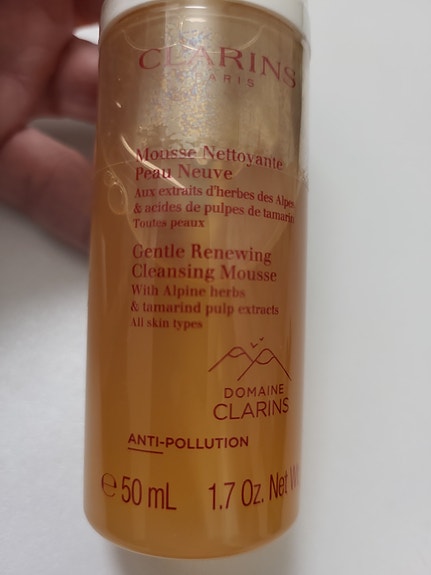 CLARINS
PARIS
Mousse Nettoyante
Peau Neuve
Aux extraits d'herbes des Alpes
& acides de pulpes de tamarin
Toutes peaux
Gentle Renewing
Cleansing Mousse
With Alpine herbs
& tamarind pulp extracts
All skin types
DOMAINE
CLARINS
ANTI-POLLUTION
℮ 50 mL 1.7 Oz. Net W